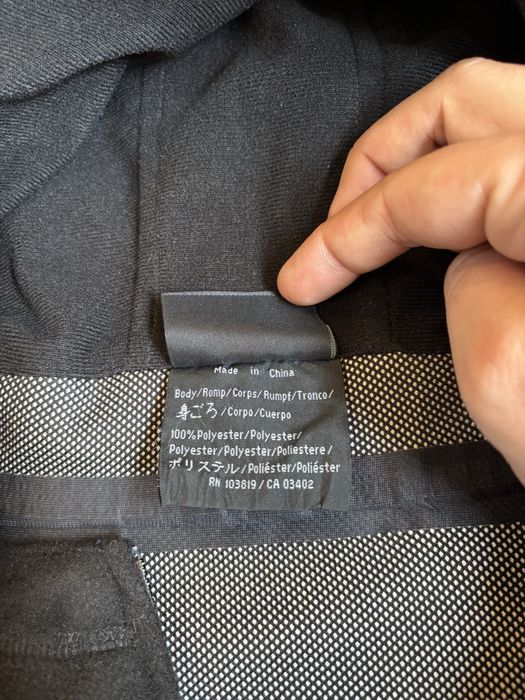 Made in China
Body/Romp/Corps/Rumpf/Tronco/
身ごろ/Corpo/Cuerpo
100%Polyester/Polyester/
Polyester/Polyester/Poliestere/
ポリステル/Poliéster/Poliéster
RN 103819 / CA 03402